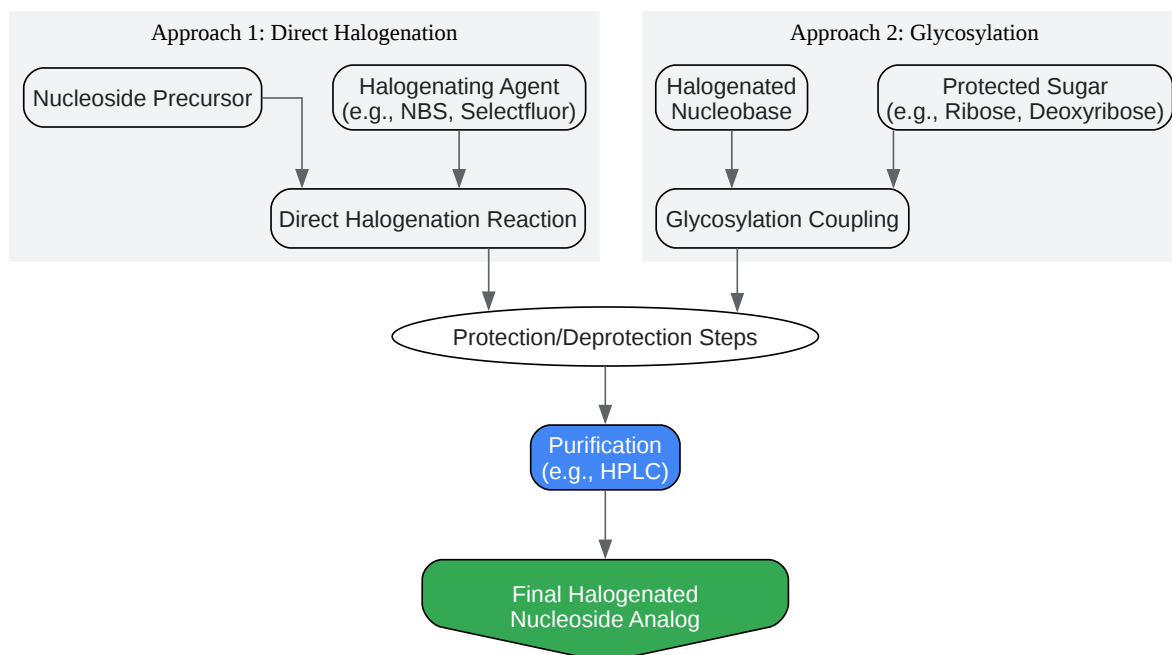 Approach 1: Direct Halogenation
Nucleoside Precursor
Halogenating Agent
(e.g., NBS, Selectfluor)
Direct Halogenation Reaction
Approach 2: Glycosylation
Halogenated
Nucleobase
Protected Sugar
(e.g., Ribose, Deoxyribose)
Glycosylation Coupling
Protection/Deprotection Steps
Purification
(e.g., HPLC)
Final Halogenated
Nucleoside Analog